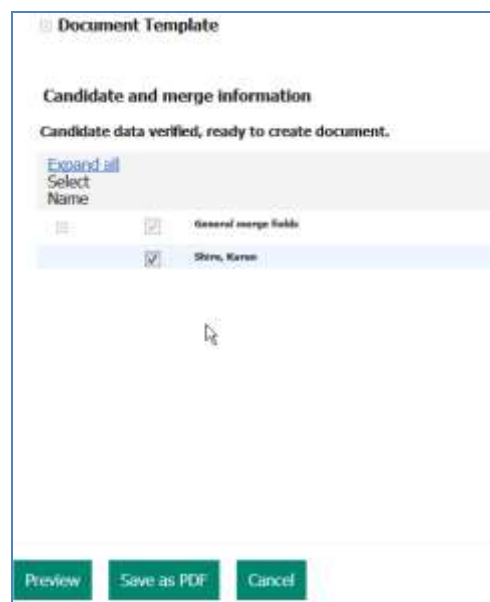 Document Template
Candidate and merge information
Candidate data verified, ready to create document.
Expand all
Select
Name
General merge fields
Shire, Karen
Preview Save as PDF Cancel